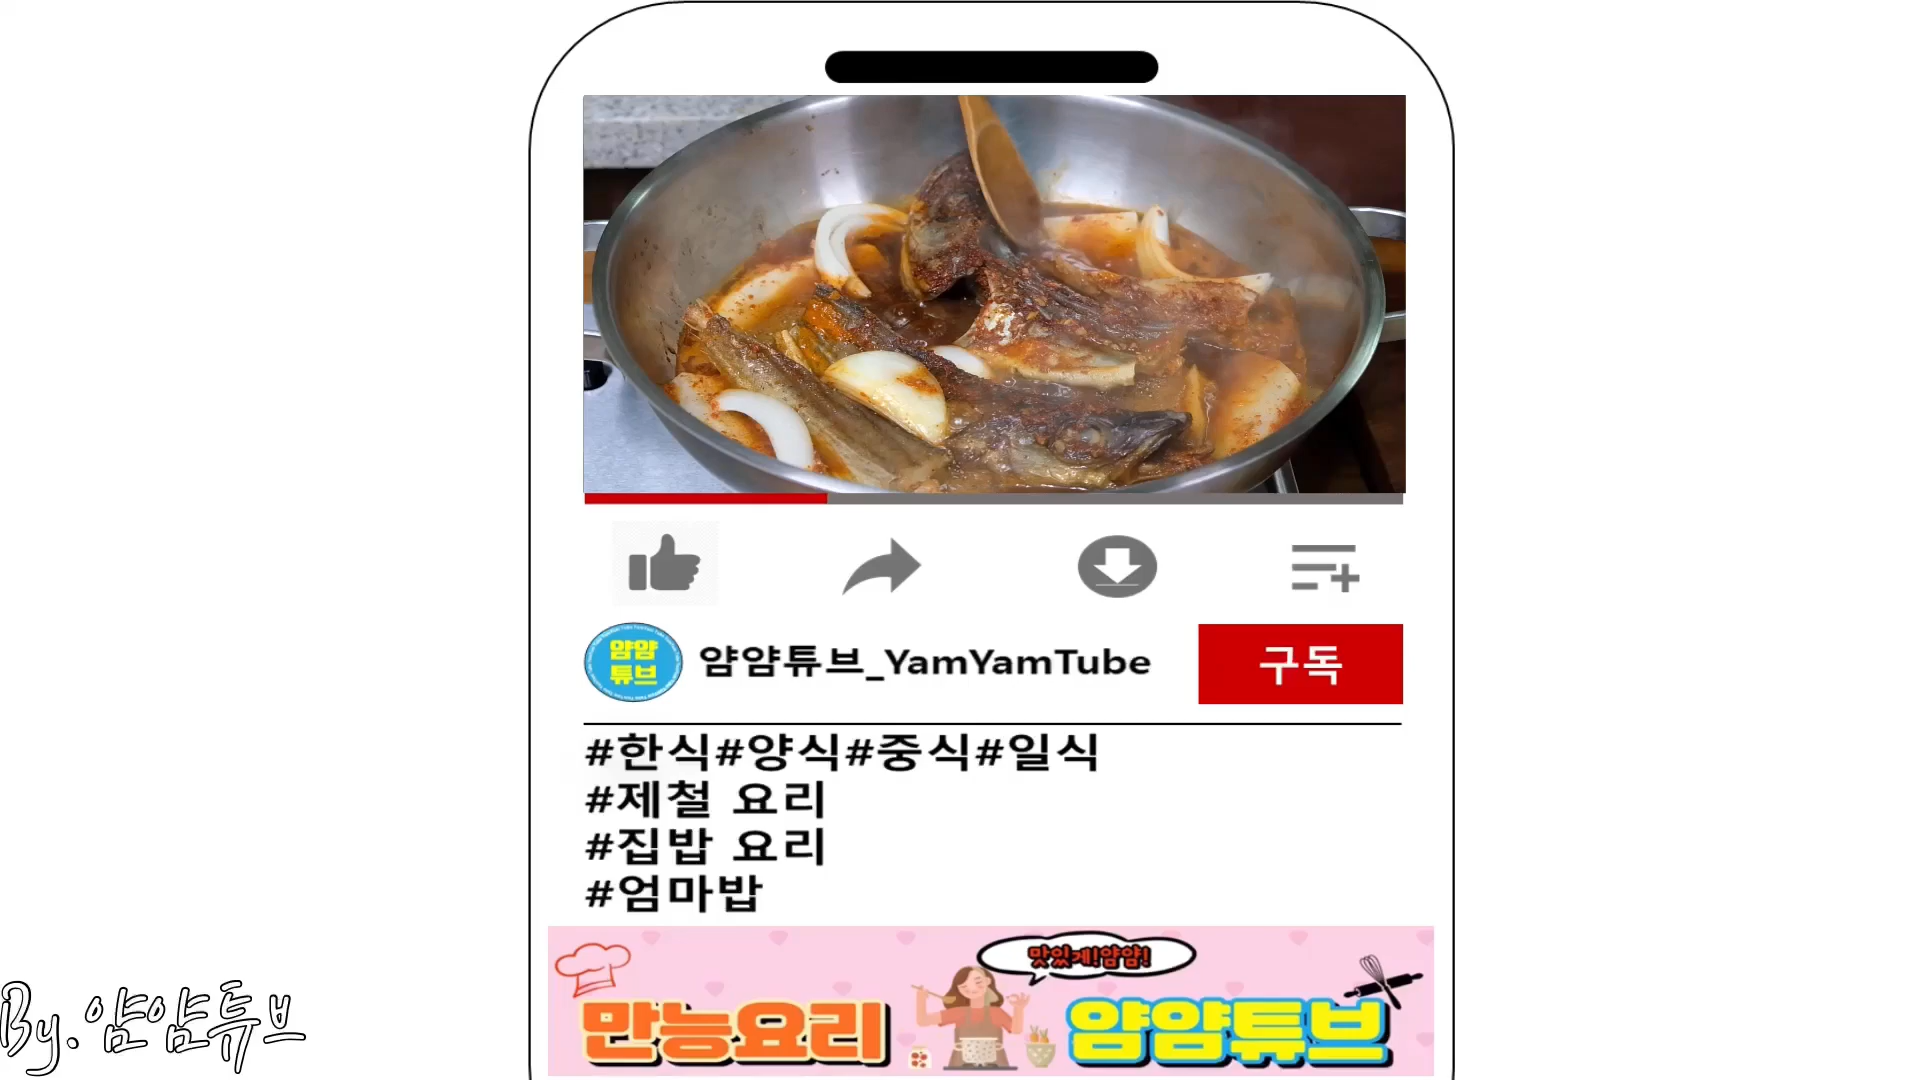 얌얌
튜브
얌얌튜브_YamYamTube
구독
#한식#양식#중식#일식
#제철 요리
#집밥 요리
#엄마밥
맛있게!얌얌!
만능요리
얌얌튜브
By. 얌얌튜브